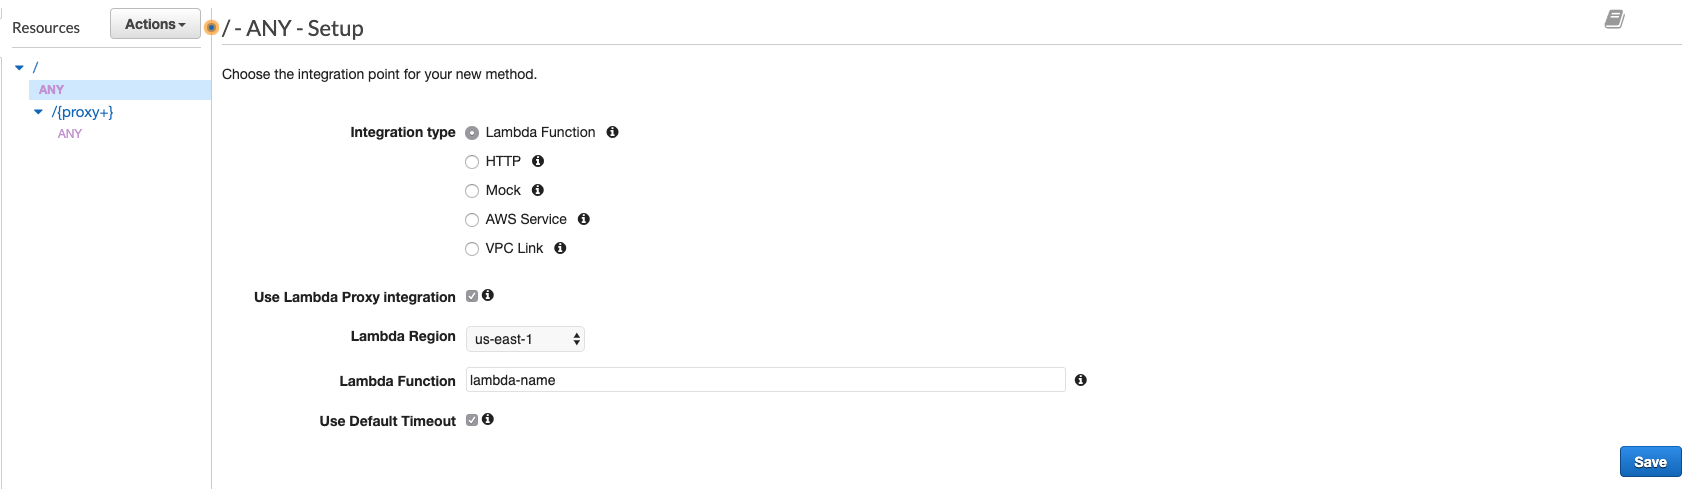 Resources
Actions
/
ANY
/{proxy+}
ANY
/ - ANY - Setup
Choose the integration point for your new method.
Integration type Lambda Function
HTTP
Mock
AWS Service
VPC Link
Use Lambda Proxy integration
Lambda Region us-east-1
Lambda Function lambda-name
Use Default Timeout
Save